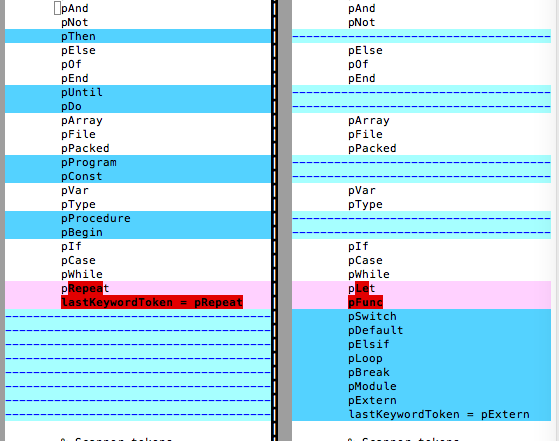 pAnd
pNot
pThen
pElse
pOf
pEnd
pUntil
pDo
pArray
pFile
pPacked
pProgram
pConst
pVar
pType
pProcedure
pBegin
pIf
pCase
pWhile
pRepeat
lastKeywordToken = pRepeat
% Scanner tokens
pAnd
pNot
pElse
pOf
pEnd
pArray
pFile
pPacked
pVar
pType
pIf
pCase
pWhile
pLet
pFunc
pSwitch
pDefault
pElsif
pLoop
pBreak
pModule
pExtern
lastKeywordToken = pExtern
% Scanner tokens